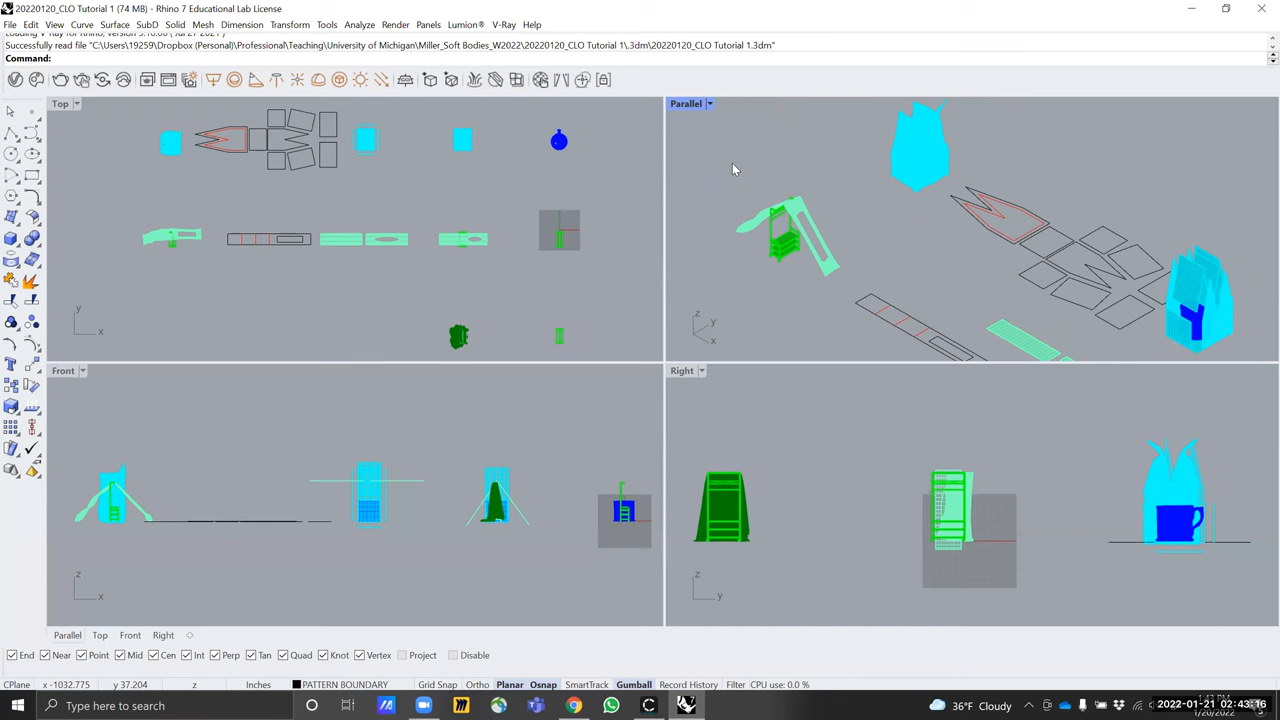 20220120_CLO Tutorial 1 (74 MB) - Rhino 7 Educational Lab License
File Edit View Curve Surface SubD Solid Mesh Dimension Transform Tools Analyze Render Panels Lumion® V-Ray Help
Successfully read file "C:\Users\19259\Dropbox (Personal)\Professional\Teaching\University of Michigan\Miller_Soft Bodies_W2022\20220120_CLO Tutorial 1\.3dm\20220120_CLO Tutorial 1.3dm"
Command:
Top
Parallel
y
x
z
y
x
Front
Right
z
x
z
y
Parallel Top Front Right
End Near Point Mid Cen Int Perp Tan Quad Knot Vertex Project Disable
CPlane x -1032.775 y 37.204 z Inches PATTERN BOUNDARY Grid Snap Ortho Planar Osnap SmartTrack Gumball Record History Filter CPU use: 0.0 %
Type here to search
36°F Cloudy
2022-01-21 02:43:16